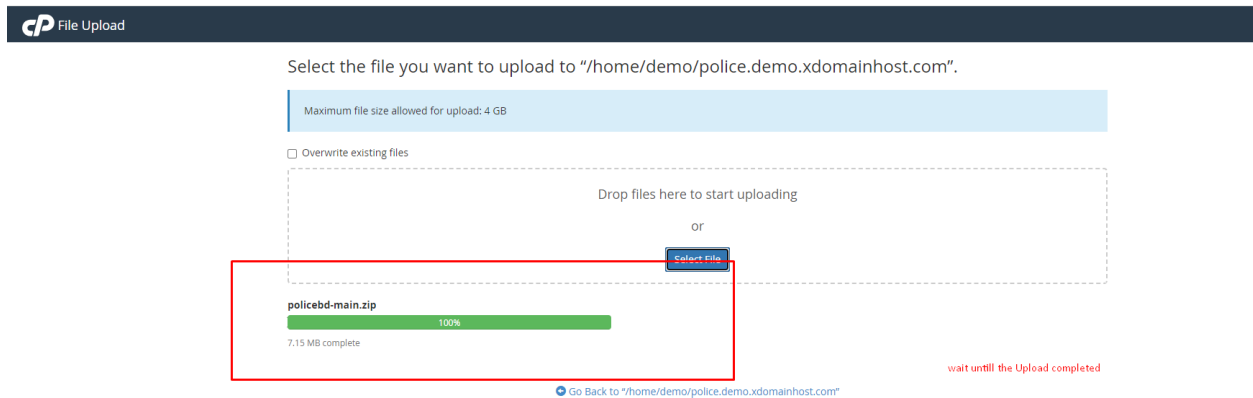 cP File Upload
Select the file you want to upload to “/home/demo/police.demo.xdomainhost.com”.
Maximum file size allowed for upload: 4 GB
Overwrite existing files
Drop files here to start uploading
or
Select File
policebd-main.zip
100%
7.15 MB complete
wait untill the Upload completed
Go Back to “/home/demo/police.demo.xdomainhost.com”